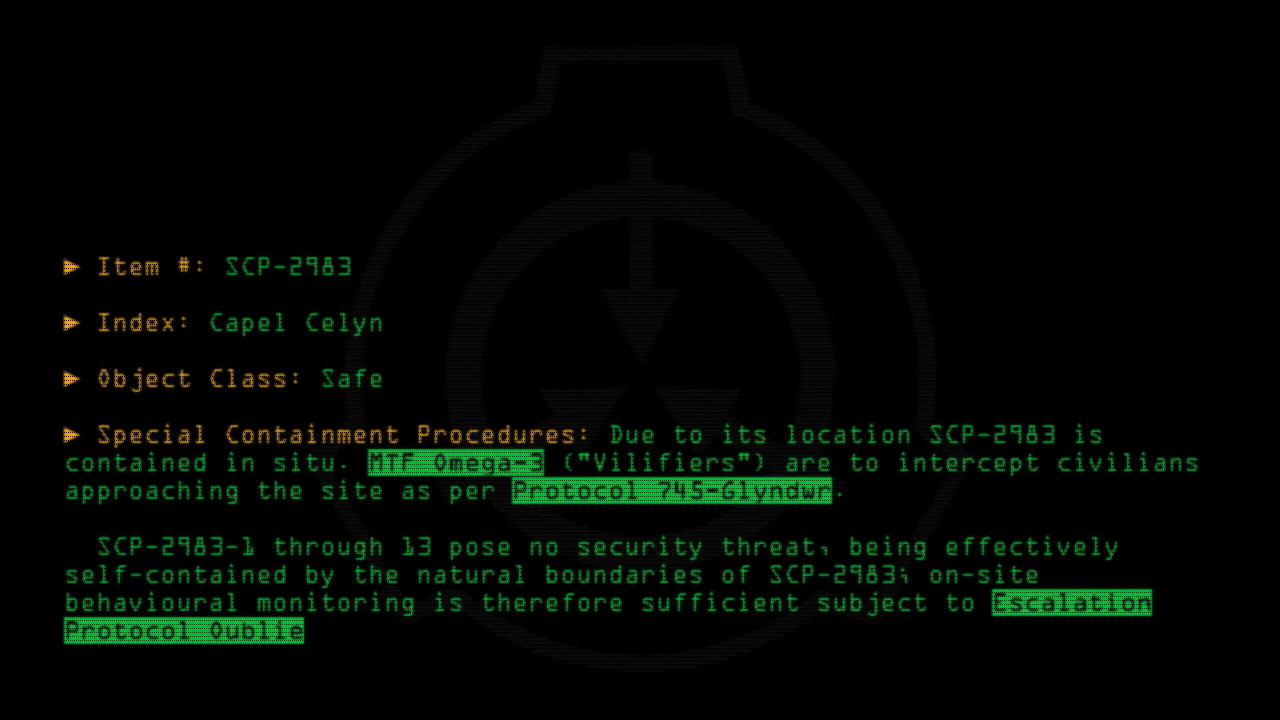 ► Item #: SCP-2983
► Index: Capel Celyn
► Object Class: Safe
► Special Containment Procedures: Due to its location SCP-2983 is
contained in situ. MTF Omega-3 ("Vilifiers") are to intercept civilians
approaching the site as per Protocol 745-Glyndwr.
SCP-2983-1 through 13 pose no security threat, being effectively
self-contained by the natural boundaries of SCP-2983; on-site
behavioural monitoring is therefore sufficient subject to Escalation
Protocol Oublie